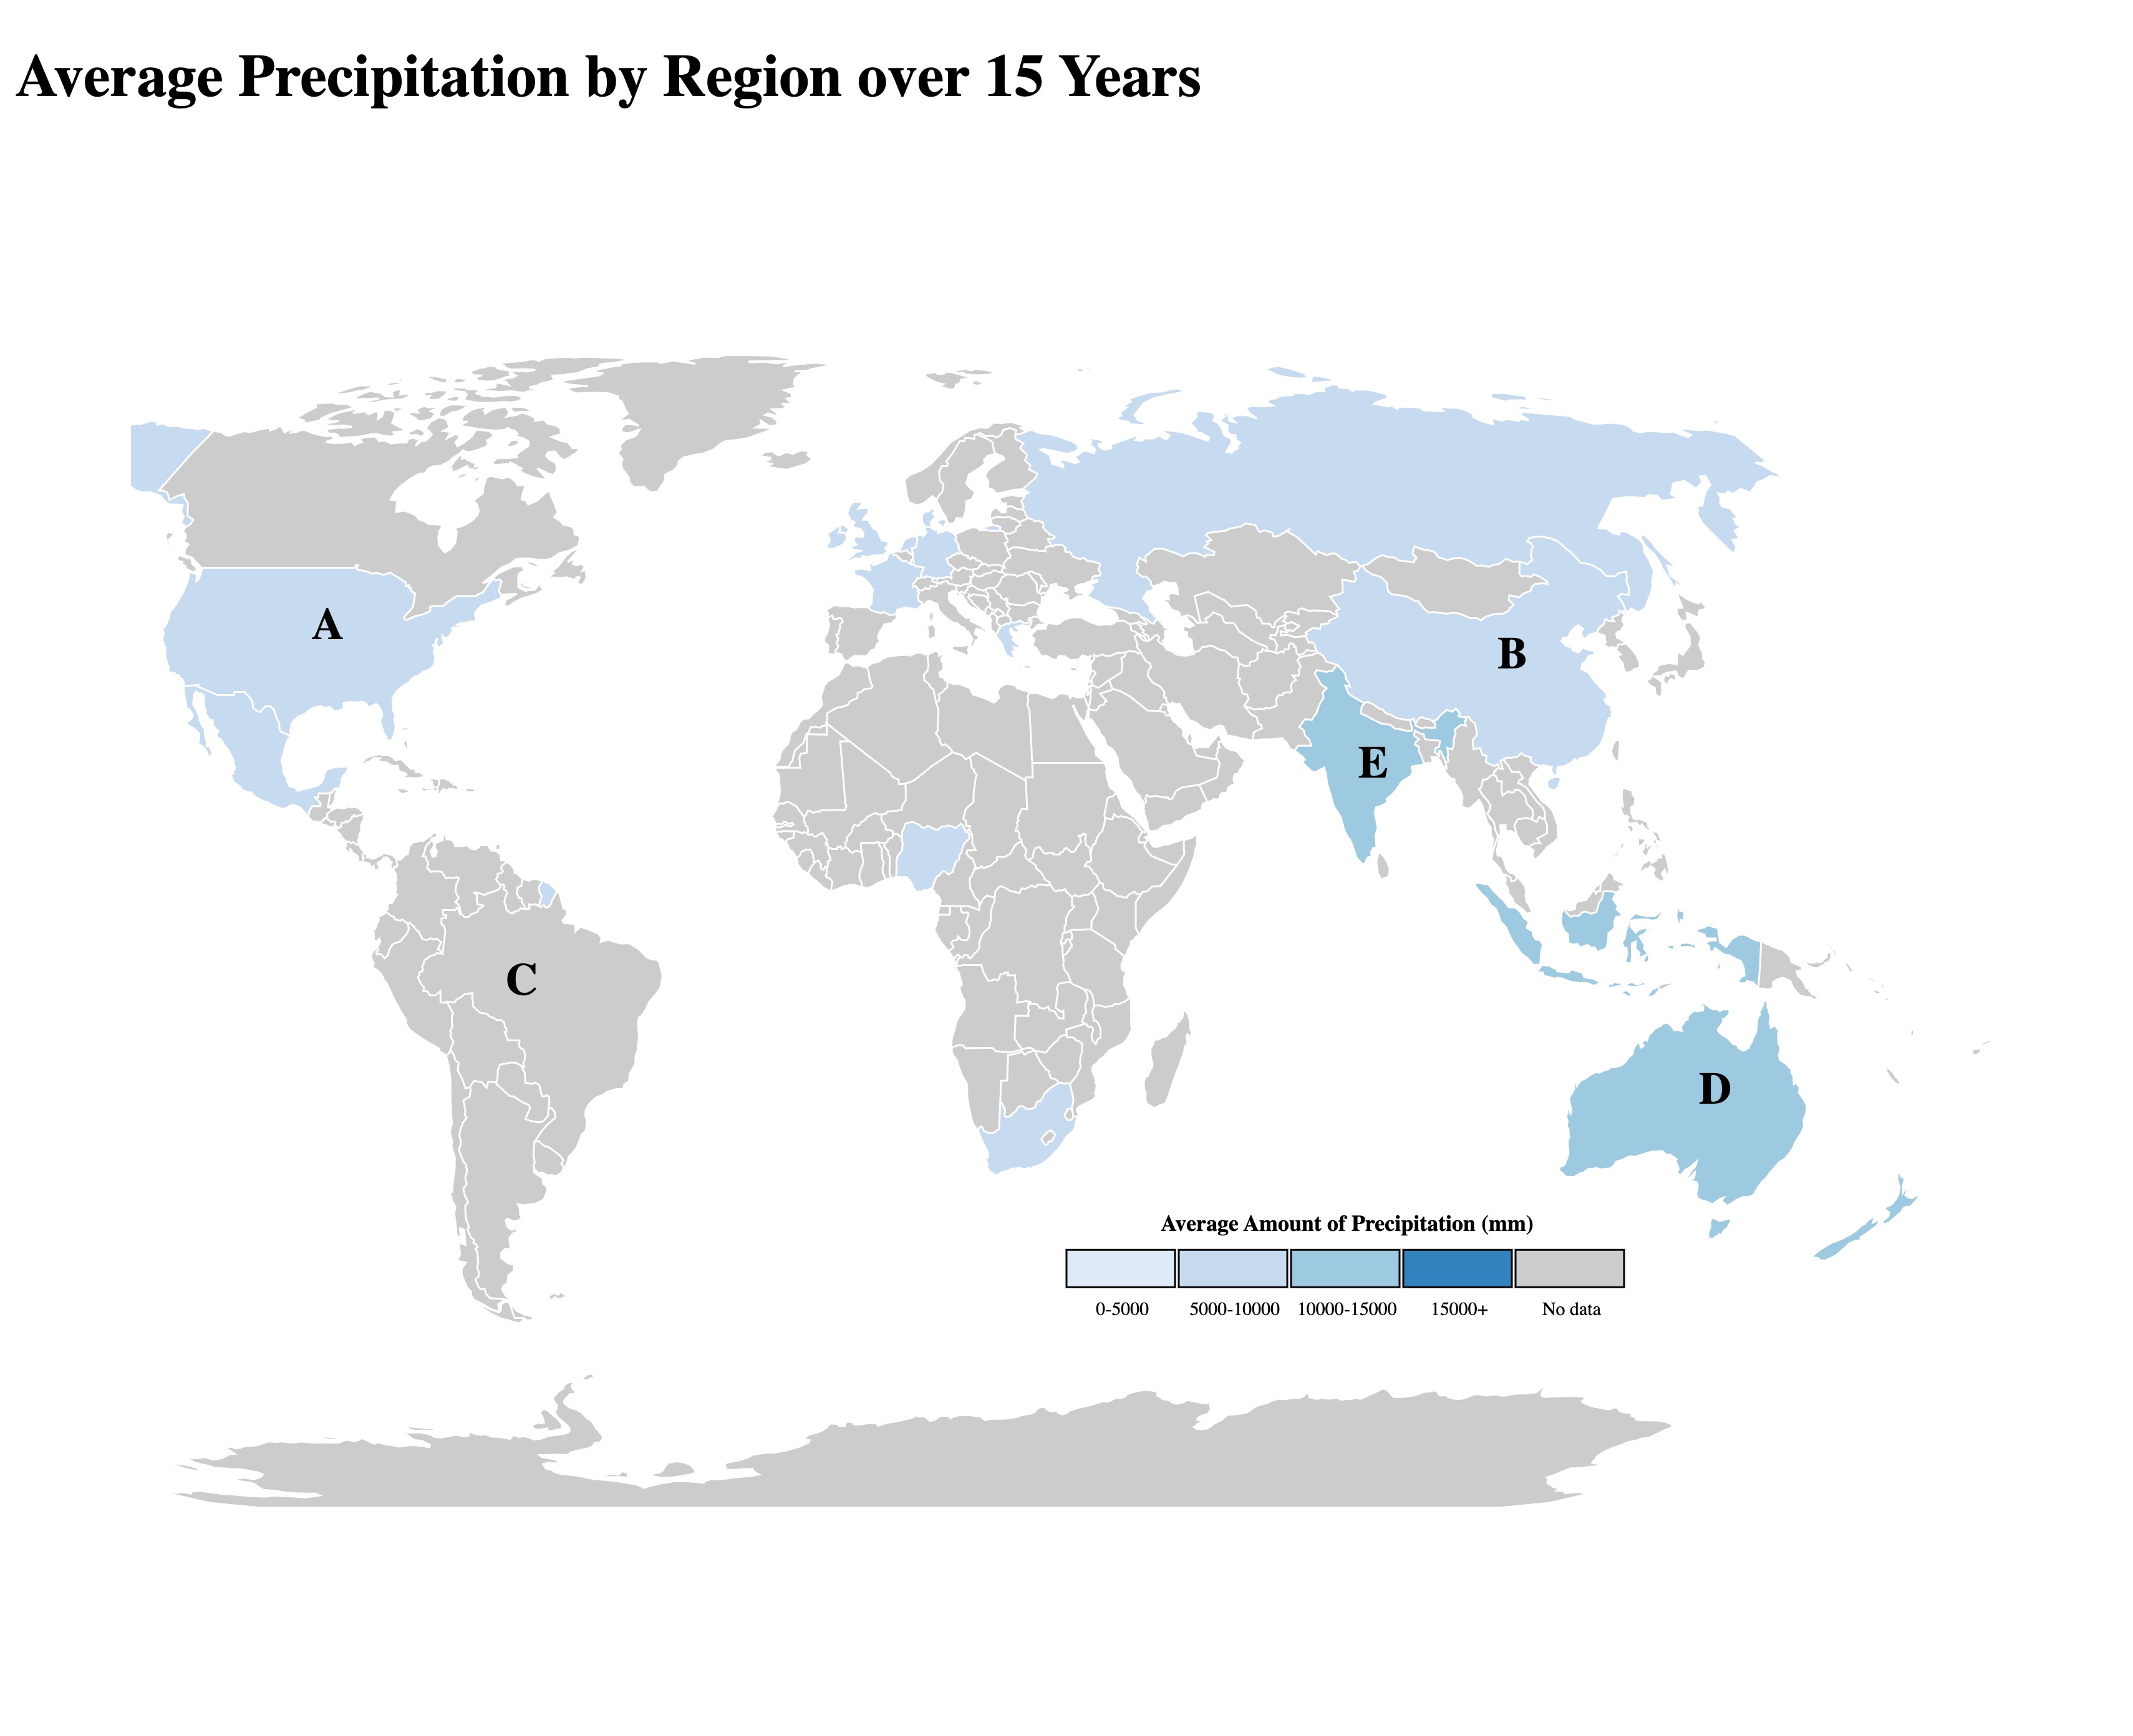 Average Precipitation by Region over 15 Years
A
B
E
C
D
Average Amount of Precipitation (mm)
0-5000 5000-10000 10000-15000 15000+ No data